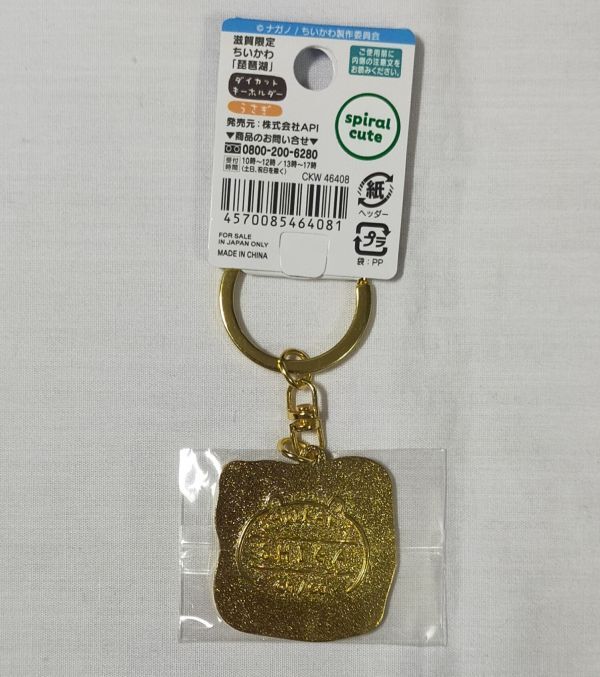 © ナガノ / ちいかわ製作委員会
滋賀限定
ちいかわ
「琵琶湖」
ダイカット
キーホルダー
うさぎ
ご使用前に
内側の注意文を
お読みください。
spiral
cute
発売元:株式会社API
▼商品のお問い合せ▼
0800-200-6280
受付
時間
10時〜12時 / 13時〜17時
(土日、祝日を除く)
CKW 46408
4570085464081
FOR SALE
IN JAPAN ONLY
MADE IN CHINA
紙
ヘッダー
プラ
袋:PP